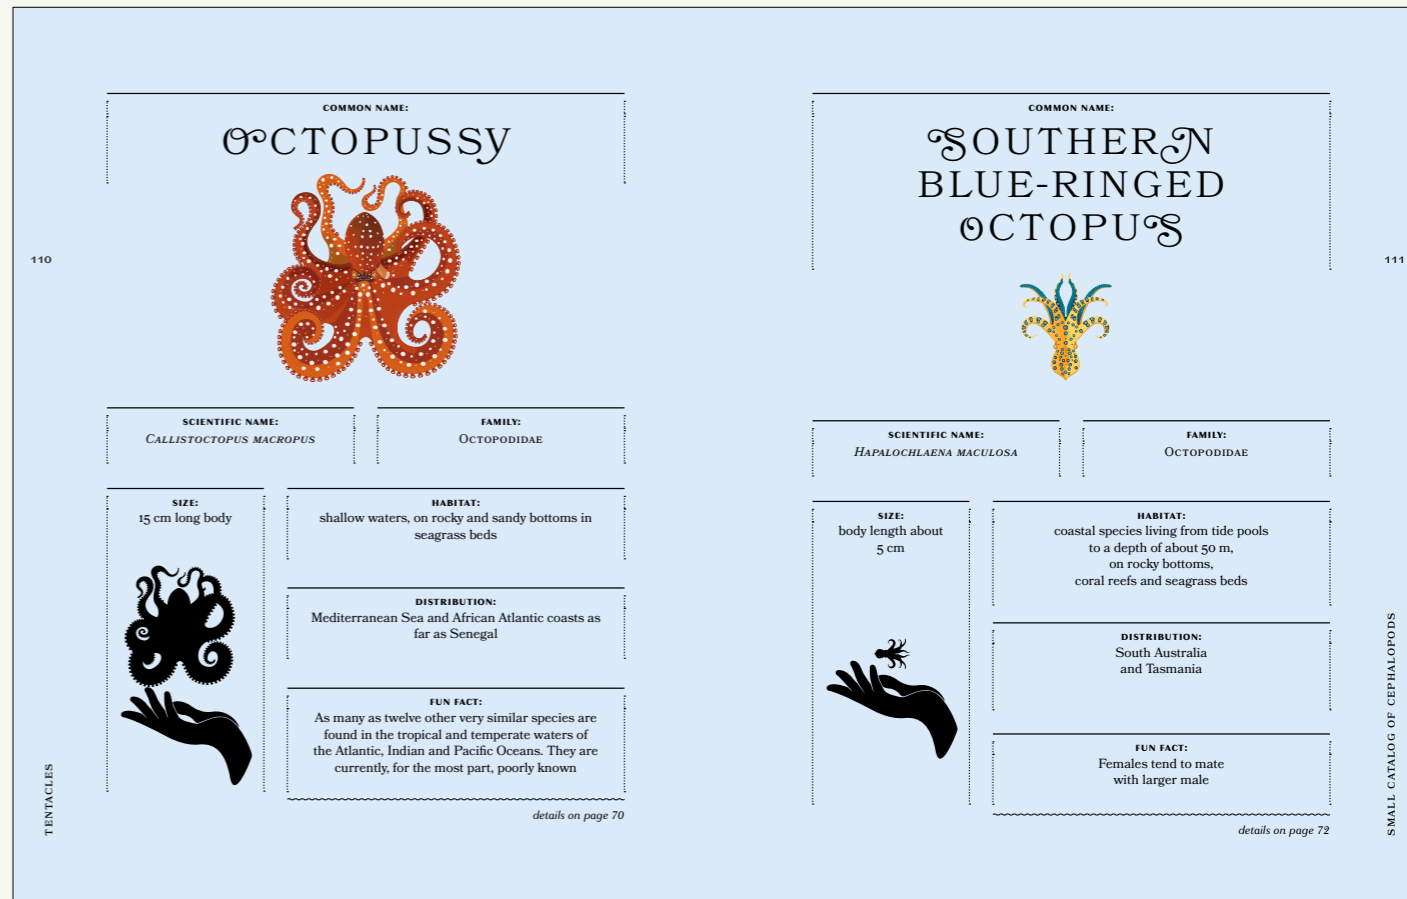 COMMON NAME:
OCTOPUSSY
110
SCIENTIFIC NAME:
CALLISTOCTOPUS MACROPUS
FAMILY:
OCTOPODIDAE
SIZE:
15 cm long body
HABITAT:
shallow waters, on rocky and sandy bottoms in
seagrass beds
DISTRIBUTION:
Mediterranean Sea and African Atlantic coasts as
far as Senegal
FUN FACT:
As many as twelve other very similar species are
found in the tropical and temperate waters of
the Atlantic, Indian and Pacific Oceans. They are
currently, for the most part, poorly known
details on page 70
TENTACLES
COMMON NAME:
SOUTHERN
BLUE-RINGED
OCTOPUS
111
SCIENTIFIC NAME:
HAPALOCHLAENA MACULOSA
FAMILY:
OCTOPODIDAE
SIZE:
body length about
5 cm
HABITAT:
coastal species living from tide pools
to a depth of about 50 m,
on rocky bottoms,
coral reefs and seagrass beds
DISTRIBUTION:
South Australia
and Tasmania
FUN FACT:
Females tend to mate
with larger male
details on page 72
SMALL CATALOG OF CEPHALOPODS